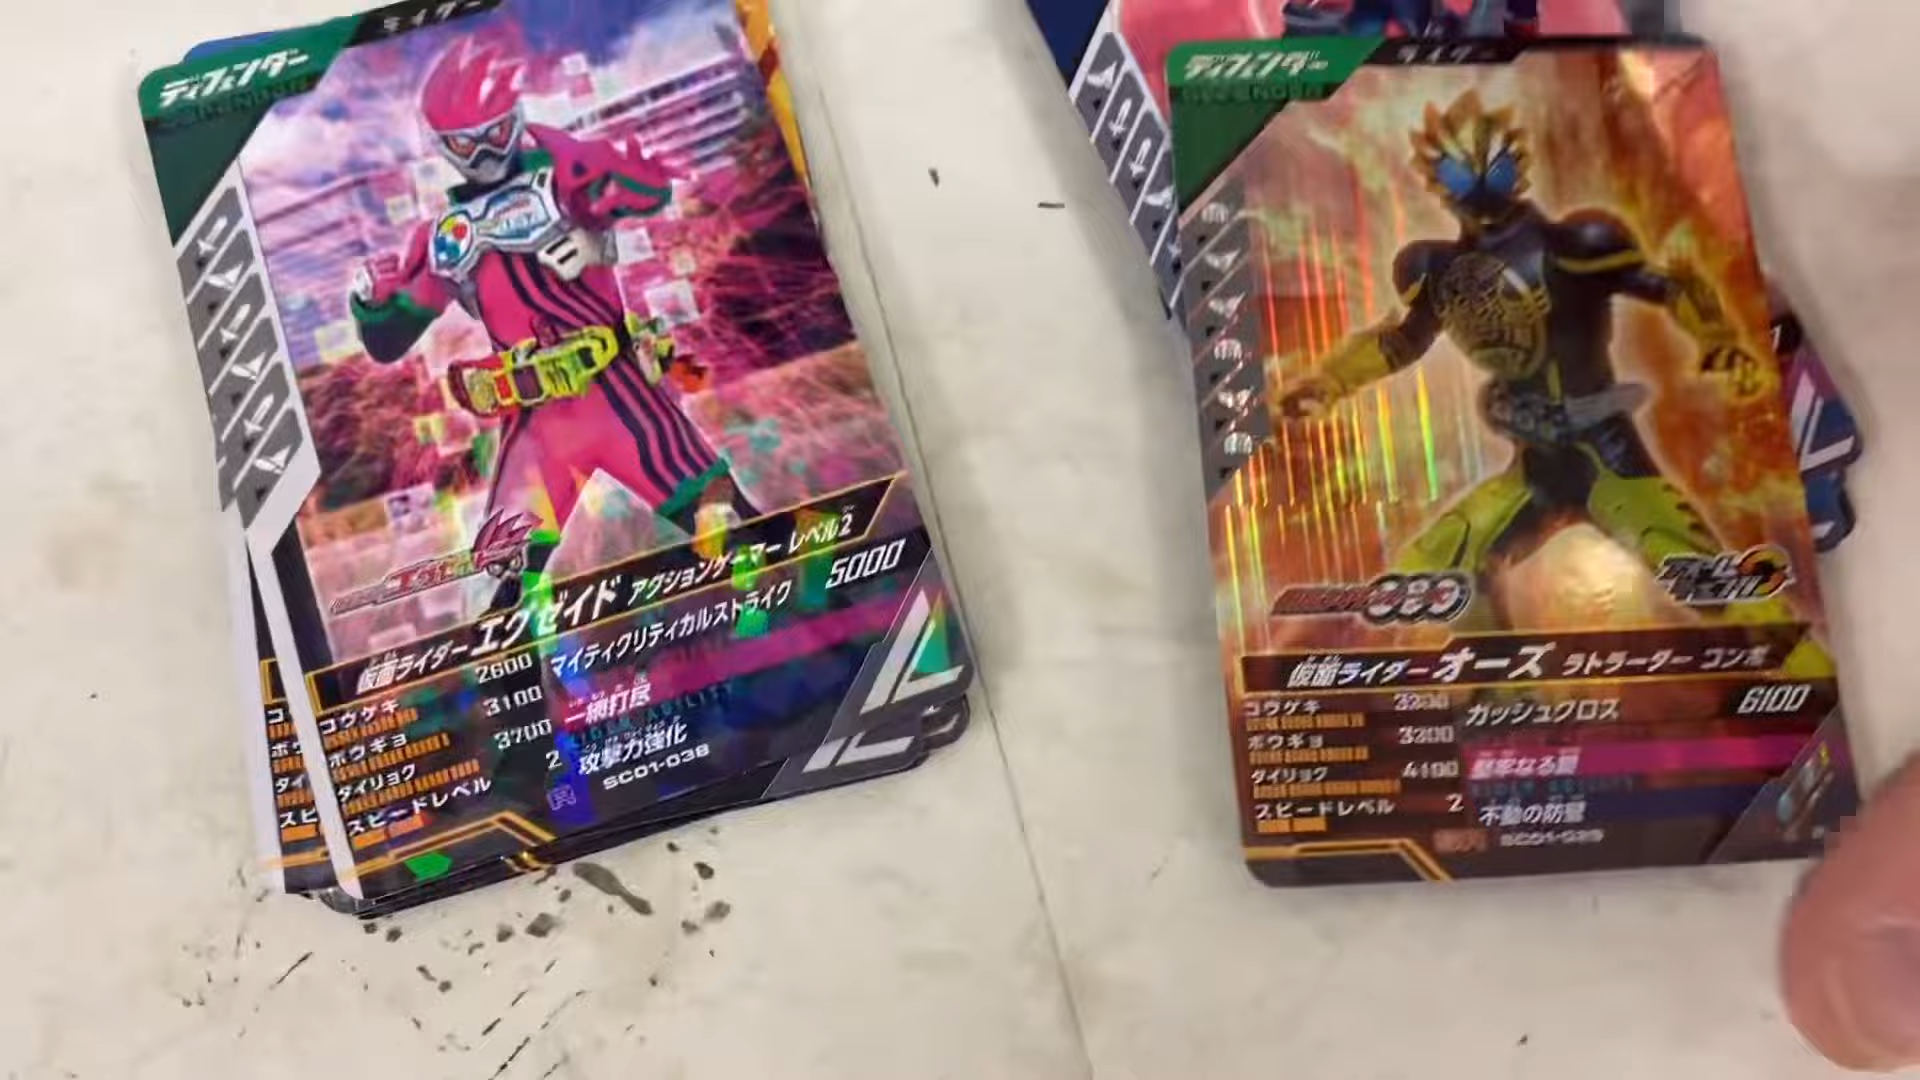 ディフェンダー
ライダー
仮面ライダーエグゼイド アクションゲーマー レベル2
マイティクリティカルストライク
5000
コウゲキ 2600
ボウギョ 3100
タイリョク 3700
スピードレベル 2
一網打尽
攻撃力強化
SC01-038
R
ディフェンダー
ライダー
仮面ライダーオーズ ラトラーター コンボ
ガッシュクロス
6100
コウゲキ
ボウギョ 3300
タイリョク 4100
スピードレベル 2
不動の防壁